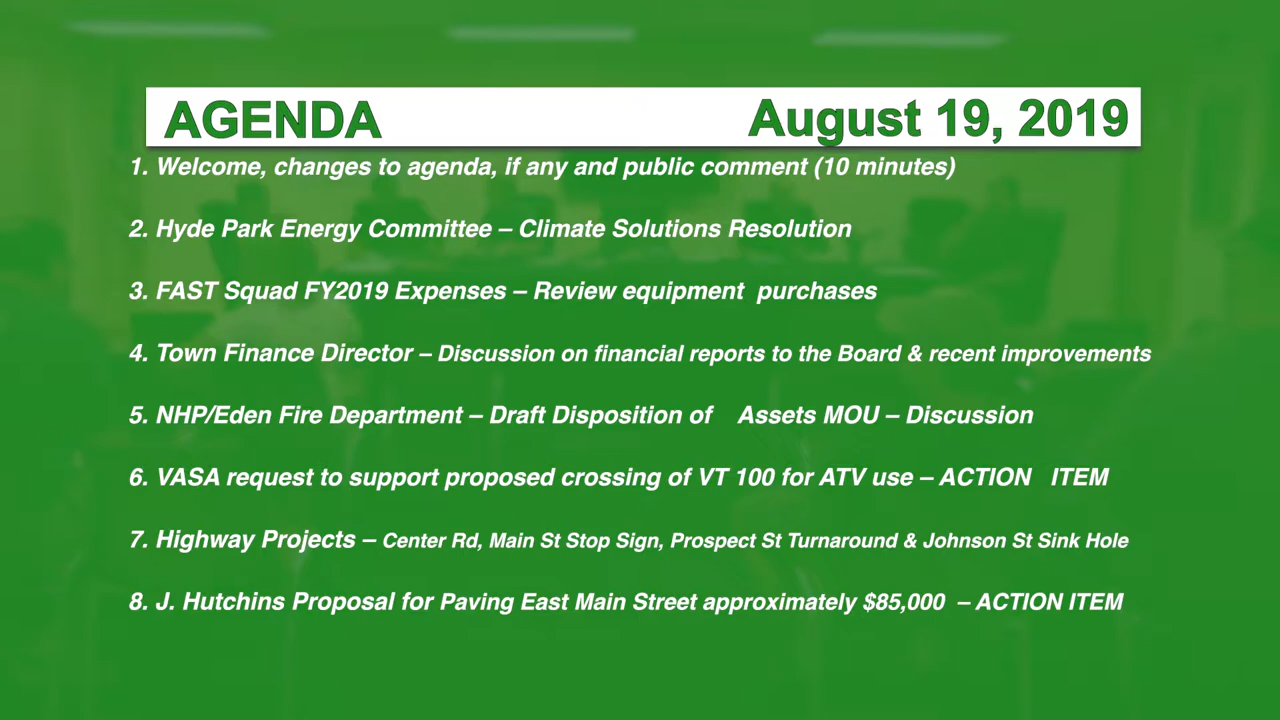 AGENDA August 19, 2019
1. Welcome, changes to agenda, if any and public comment (10 minutes)
2. Hyde Park Energy Committee – Climate Solutions Resolution
3. FAST Squad FY2019 Expenses – Review equipment  purchases
4. Town Finance Director – Discussion on financial reports to the Board & recent improvements
5. NHP/Eden Fire Department – Draft Disposition of    Assets MOU – Discussion
6. VASA request to support proposed crossing of VT 100 for ATV use – ACTION   ITEM
7. Highway Projects – Center Rd, Main St Stop Sign, Prospect St Turnaround & Johnson St Sink Hole
8. J. Hutchins Proposal for Paving East Main Street approximately $85,000  – ACTION ITEM